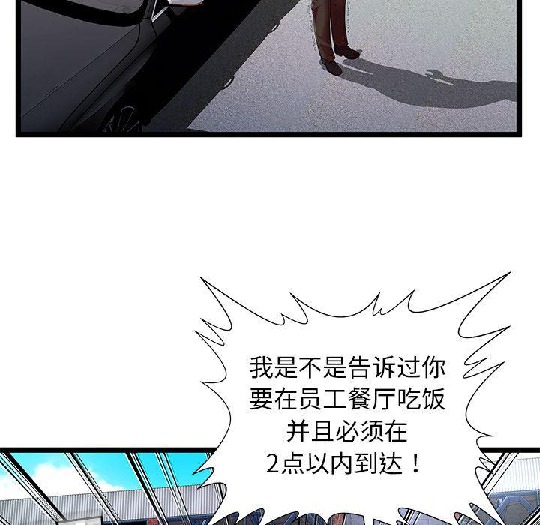 我是不是告诉过你
要在员工餐厅吃饭
并且必须在
2点以内到达！